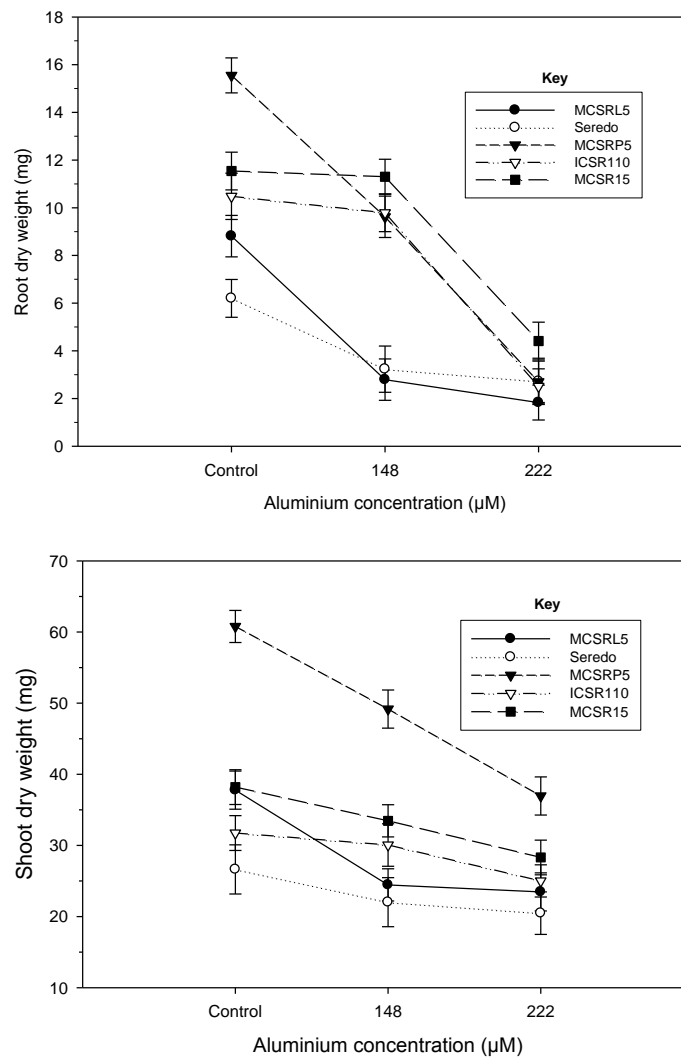 18
16
14
12
10
8
6
4
2
0
Root dry weight (mg)
Key
MCSRL5
Seredo
MCSRP5
ICSR110
MCSR15
Control 148 222
Aluminium concentration (µM)
70
60
50
40
30
20
10
Shoot dry weight (mg)
Key
MCSRL5
Seredo
MCSRP5
ICSR110
MCSR15
Control 148 222
Aluminium concentration (µM)